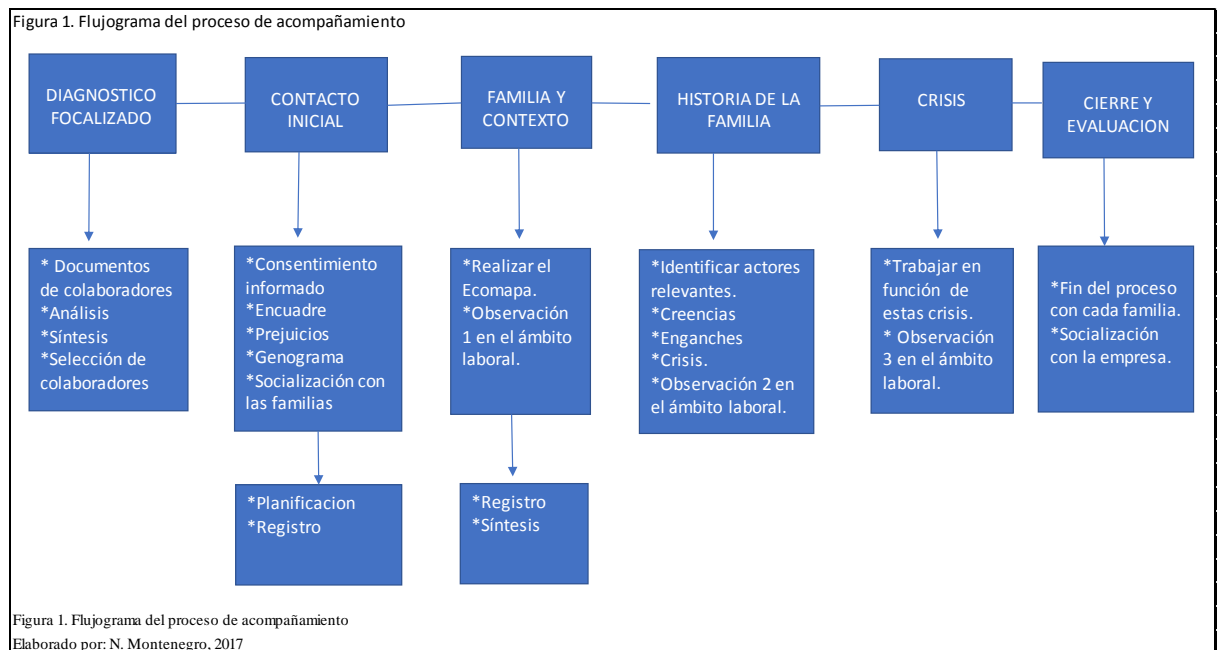 Figura 1. Flujograma del proceso de acompañamiento
DIAGNOSTICO
FOCALIZADO
CONTACTO
INICIAL
FAMILIA Y
CONTEXTO
HISTORIA DE LA
FAMILIA
CRISIS
CIERRE Y
EVALUACION
* Documentos
de colaboradores
*Análisis
*Síntesis
*Selección de
colaboradores
*Consentimiento
informado
*Encuadre
*Prejuicios
*Genograma
*Socialización con
las familias
*Realizar el
Ecomapa.
*Observación
1 en el ámbito
laboral.
*Identificar actores
relevantes.
*Creencias
*Enganches
*Crisis.
*Observación 2 en
el ámbito laboral.
*Trabajar en
función de
estas crisis.
* Observación
3 en el ámbito
laboral.
*Fin del proceso
con cada familia.
*Socialización
con la empresa.
*Planificacion
*Registro
*Registro
*Síntesis
Figura 1. Flujograma del proceso de acompañamiento
Elaborado por: N. Montenegro, 2017